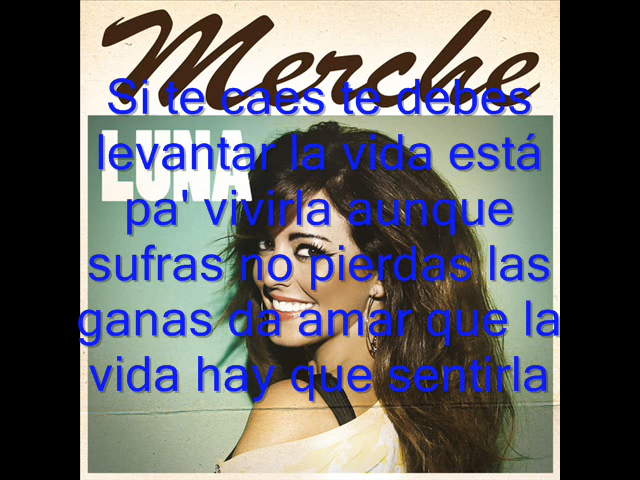 Merche
LUNA
Si te caes te debes
levantar la vida está
pa' vivirla aunque
sufras no pierdas las
ganas da amar que la
vida hay que sentirla